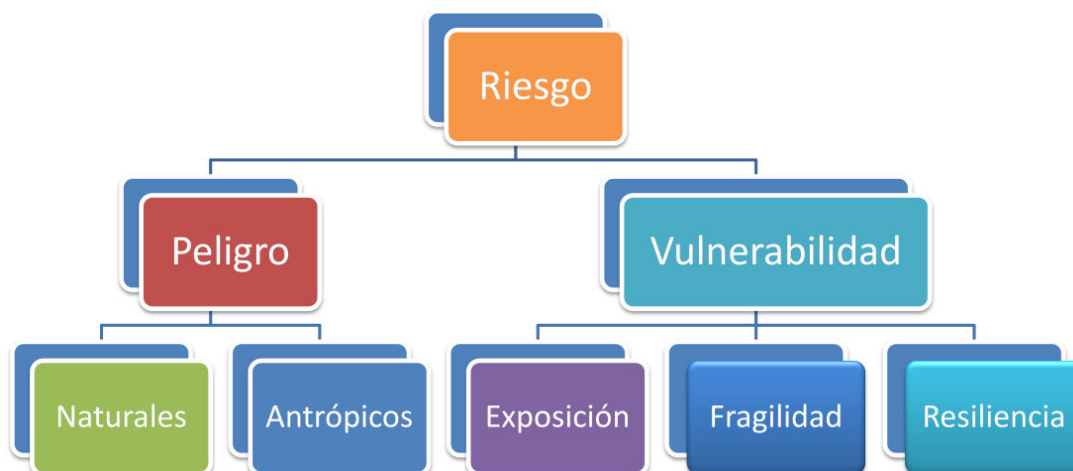 Riesgo
Peligro
Vulnerabilidad
Naturales
Antrópicos
Exposición
Fragilidad
Resiliencia